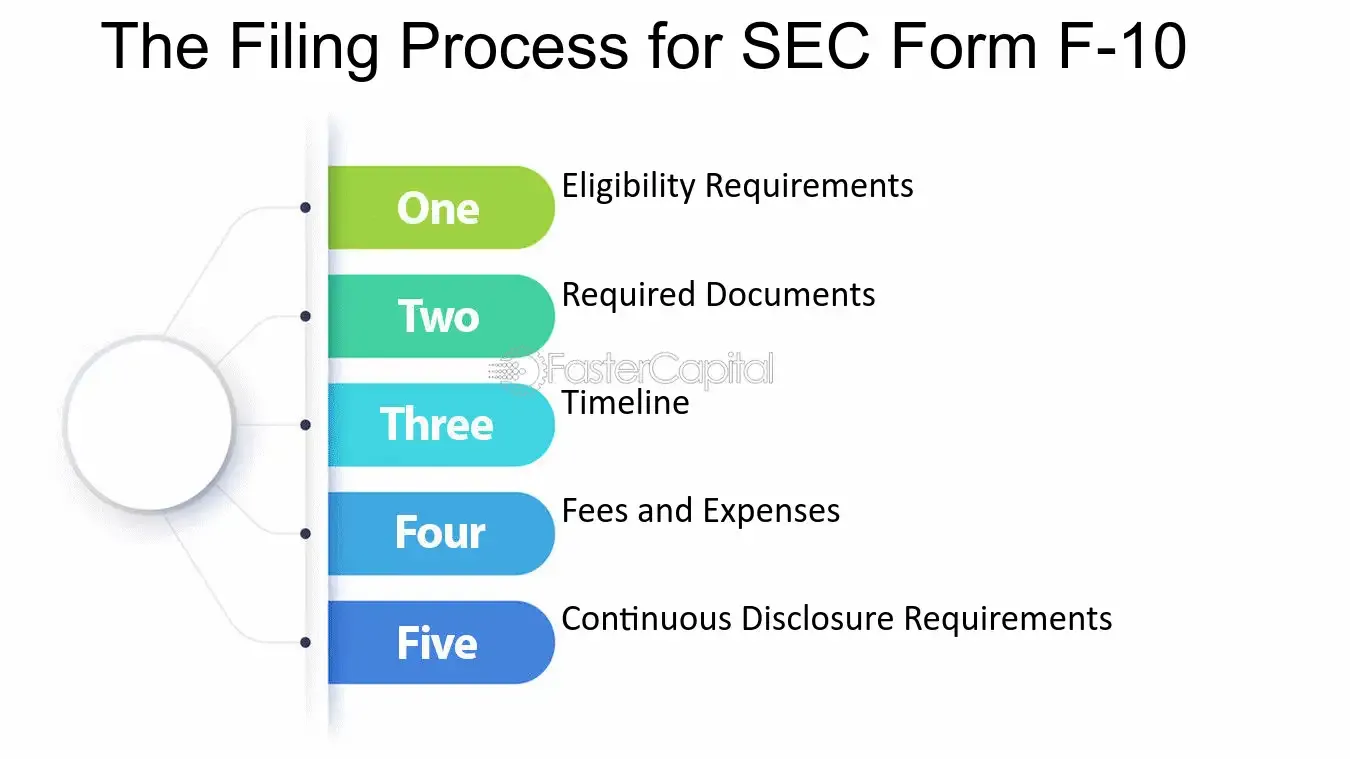 The Filing Process for SEC Form F-10
One
Eligibility Requirements
Two
Required Documents
FasterCapital
Three
Timeline
Four
Fees and Expenses
Five
Continuous Disclosure Requirements